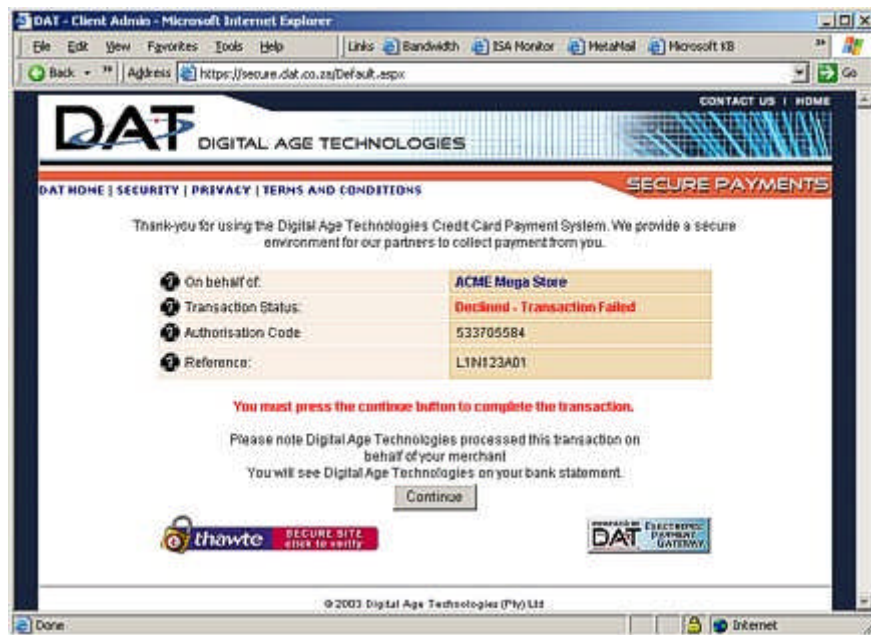 DAT - Client Admin - Microsoft Internet Explorer
File Edit View Favorites Tools Help Links Bandwidth ISA Monitor MetaMail Microsoft KB »
Back » Address https://secure.dat.co.za/Default.aspx Go
CONTACT US | HOME
DAT DIGITAL AGE TECHNOLOGIES
SECURE PAYMENTS
DAT HOME | SECURITY | PRIVACY | TERMS AND CONDITIONS
Thank-you for using the Digital Age Technologies Credit Card Payment System. We provide a secure
environment for our partners to collect payment from you.
? On behalf of: ACME Mega Store
? Transaction Status: Declined - Transaction Failed
? Authorisation Code 533705584
? Reference: L1N123A01
You must press the continue button to complete the transaction.
Please note Digital Age Technologies processed this transaction on
behalf of your merchant
You will see Digital Age Technologies on your bank statement.
Continue
thawte SECURE SITE
click to verify
POWERED BY
DAT ELECTRONIC
PAYMENT
GATEWAY
©2003 Digital Age Technologies (Pty) Ltd
Done Internet